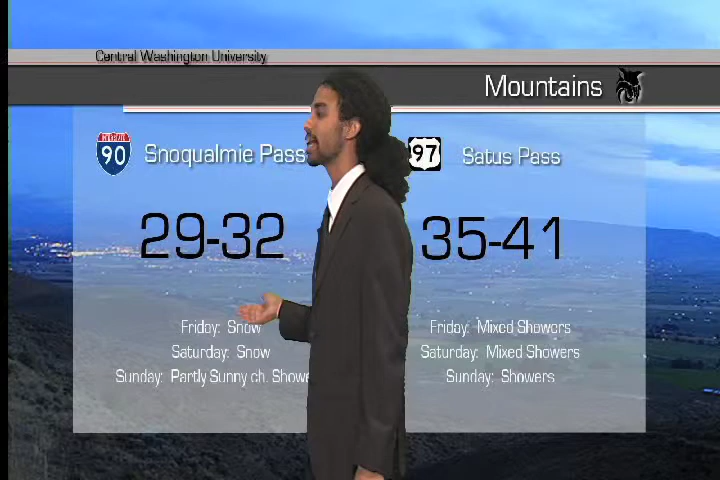 Central Washington University
Mountains
INTERSTATE
90
Snoqualmie Pass
97
Satus Pass
29-32
35-41
Friday: Snow
Saturday: Snow
Sunday: Partly Sunny ch.
Friday: Mixed Showers
Saturday: Mixed Showers
Sunday: Showers